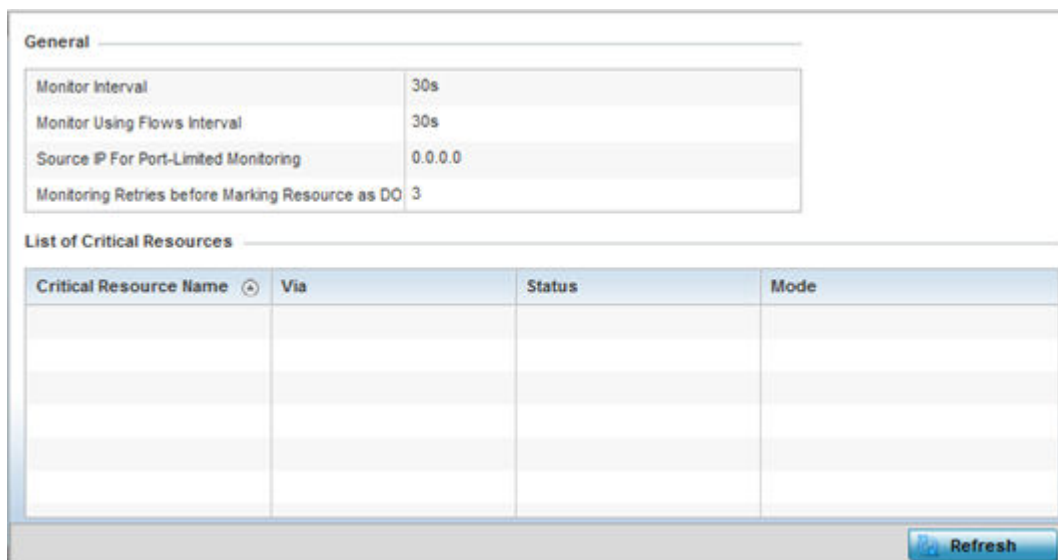 General
Monitor Interval 30s
Monitor Using Flows Interval 30s
Source IP For Port-Limited Monitoring 0.0.0.0
Monitoring Retries before Marking Resource as DO 3
List of Critical Resources
Critical Resource Name Via Status Mode
Refresh